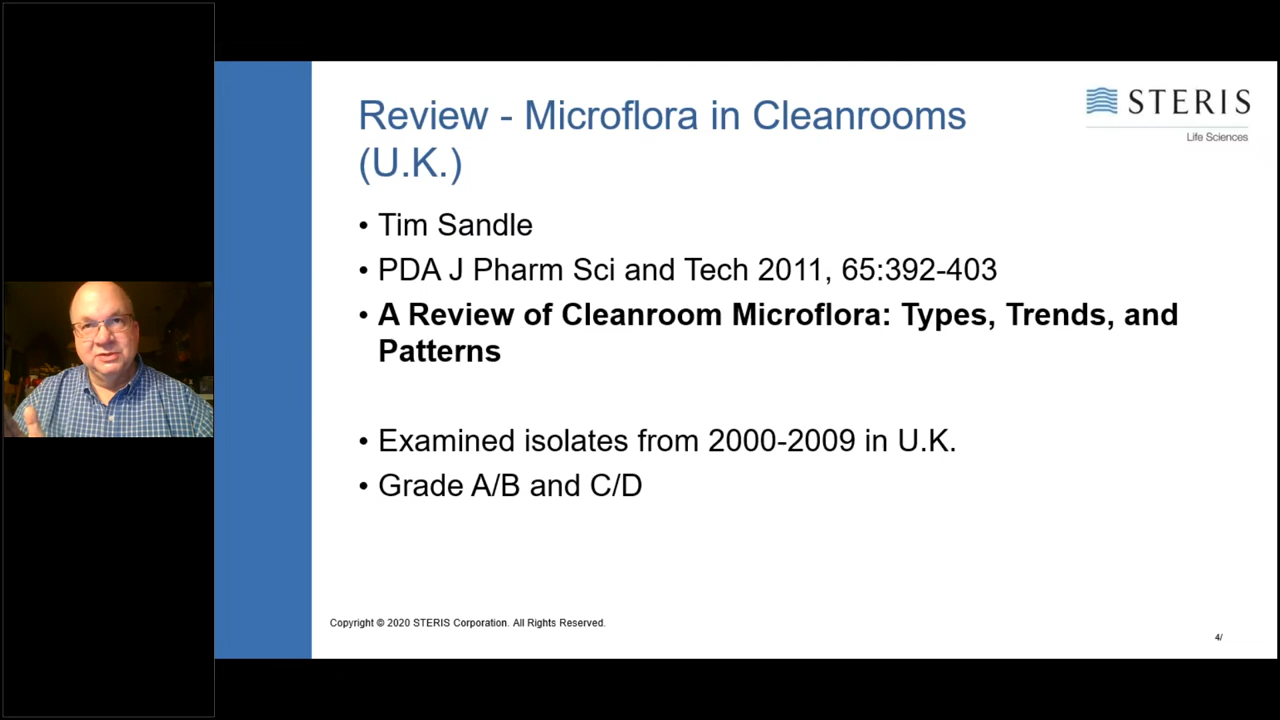 Review - Microflora in Cleanrooms
(U.K.)
STERIS
Life Sciences
• Tim Sandle
• PDA J Pharm Sci and Tech 2011, 65:392-403
• A Review of Cleanroom Microflora: Types, Trends, and
Patterns
• Examined isolates from 2000-2009 in U.K.
• Grade A/B and C/D
Copyright © 2020 STERIS Corporation. All Rights Reserved.
4/